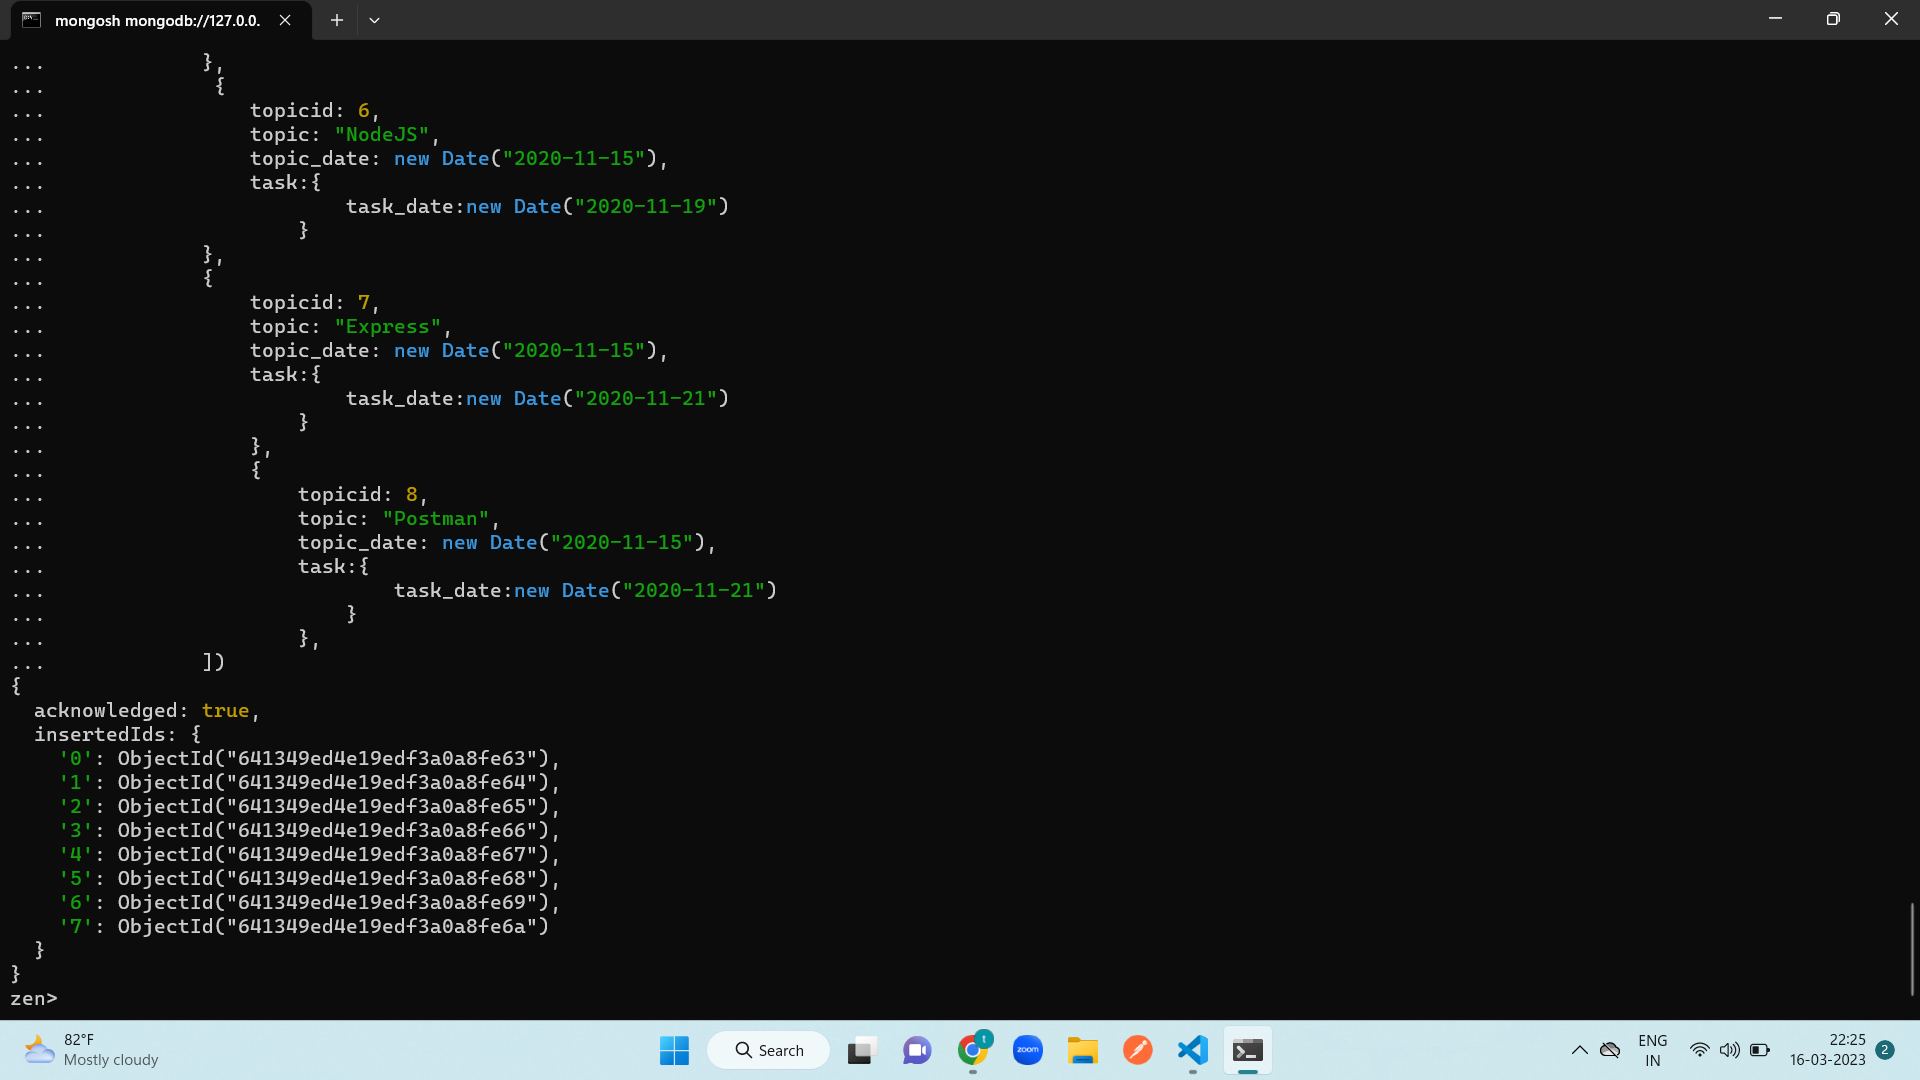 mongosh mongodb://127.0.0.
...             },
...              {
...                 topicid: 6,
...                 topic: "NodeJS",
...                 topic_date: new Date("2020-11-15"),
...                 task:{
...                         task_date:new Date("2020-11-19")
...                     }
...             },
...             {
...                 topicid: 7,
...                 topic: "Express",
...                 topic_date: new Date("2020-11-15"),
...                 task:{
...                         task_date:new Date("2020-11-21")
...                     }
...                 },
...                 {
...                     topicid: 8,
...                     topic: "Postman",
...                     topic_date: new Date("2020-11-15"),
...                     task:{
...                             task_date:new Date("2020-11-21")
...                         }
...                     },
...             ])
{
  acknowledged: true,
  insertedIds: {
    '0': ObjectId("641349ed4e19edf3a0a8fe63"),
    '1': ObjectId("641349ed4e19edf3a0a8fe64"),
    '2': ObjectId("641349ed4e19edf3a0a8fe65"),
    '3': ObjectId("641349ed4e19edf3a0a8fe66"),
    '4': ObjectId("641349ed4e19edf3a0a8fe67"),
    '5': ObjectId("641349ed4e19edf3a0a8fe68"),
    '6': ObjectId("641349ed4e19edf3a0a8fe69"),
    '7': ObjectId("641349ed4e19edf3a0a8fe6a")
  }
}
zen>
82°F
Mostly cloudy
Search
t
zoom
ENG
IN
22:25
16-03-2023
2